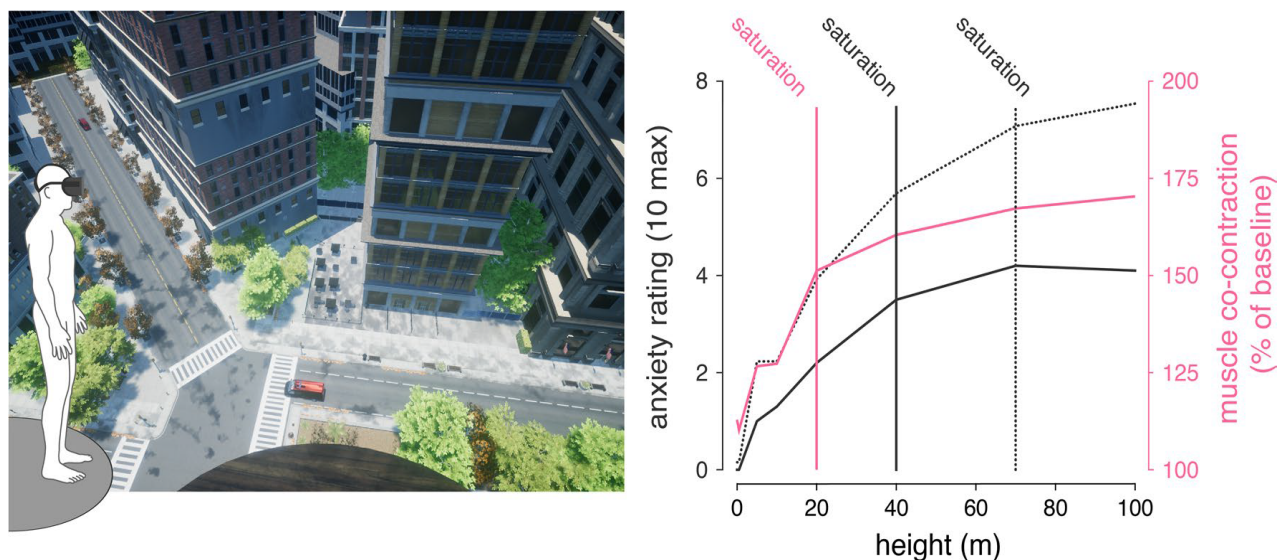 saturation
saturation
saturation
8
6
4
2
0
anxiety rating (10 max)
200
175
150
125
100
muscle co-contraction
(% of baseline)
0
20
40
60
80
100
height (m)